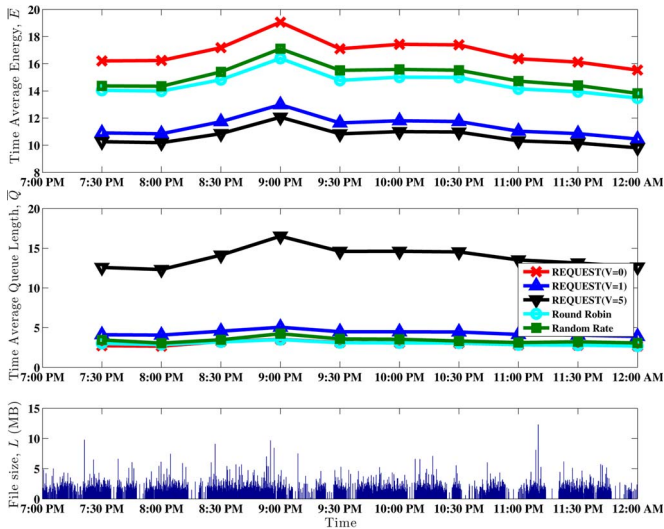 Time Average Energy, E
20
18
16
14
12
10
8
7:00 PM 7:30 PM 8:00 PM 8:30 PM 9:00 PM 9:30 PM 10:00 PM 10:30 PM 11:00 PM 11:30 PM 12:00 AM
Time Average Queue Length, Q
20
15
10
5
0
7:00 PM 7:30 PM 8:00 PM 8:30 PM 9:00 PM 9:30 PM 10:00 PM 10:30 PM 11:00 PM 11:30 PM 12:00 AM
REQUEST(V=0)
REQUEST(V=1)
REQUEST(V=5)
Round Robin
Random Rate
File size, L (MB)
15
10
5
0
7:00 PM 7:30 PM 8:00 PM 8:30 PM 9:00 PM 9:30 PM 10:00 PM 10:30 PM 11:00 PM 11:30 PM 12:00 AM
Time